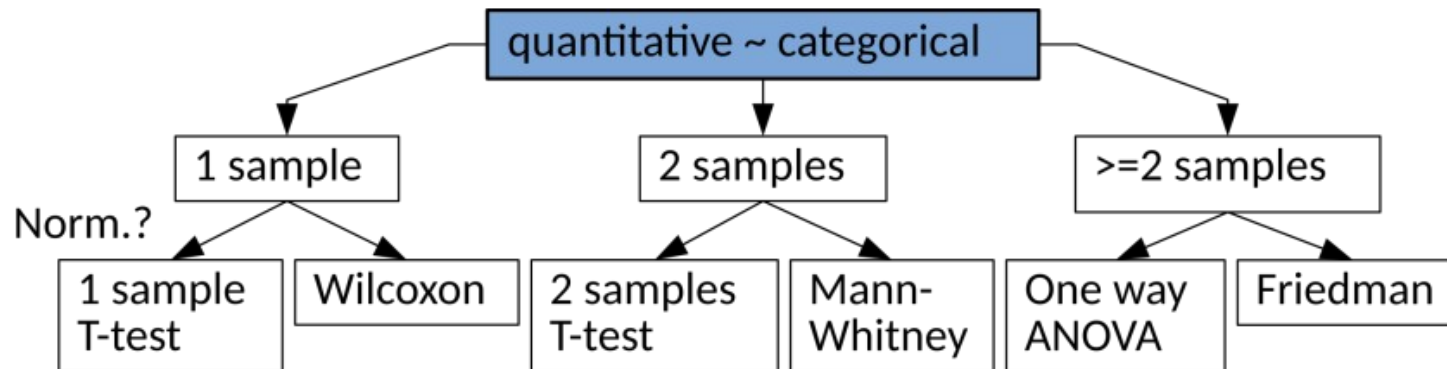 quantitative ~ categorical
1 sample
2 samples
>=2 samples
Norm.?
1 sample
T-test
Wilcoxon
2 samples
T-test
Mann-
Whitney
One way
ANOVA
Friedman